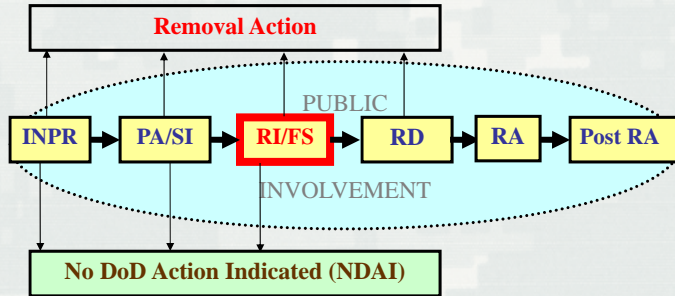 Removal Action
PUBLIC
INPR PA/SI RI/FS RD RA Post RA
INVOLVEMENT
No DoD Action Indicated (NDAI)